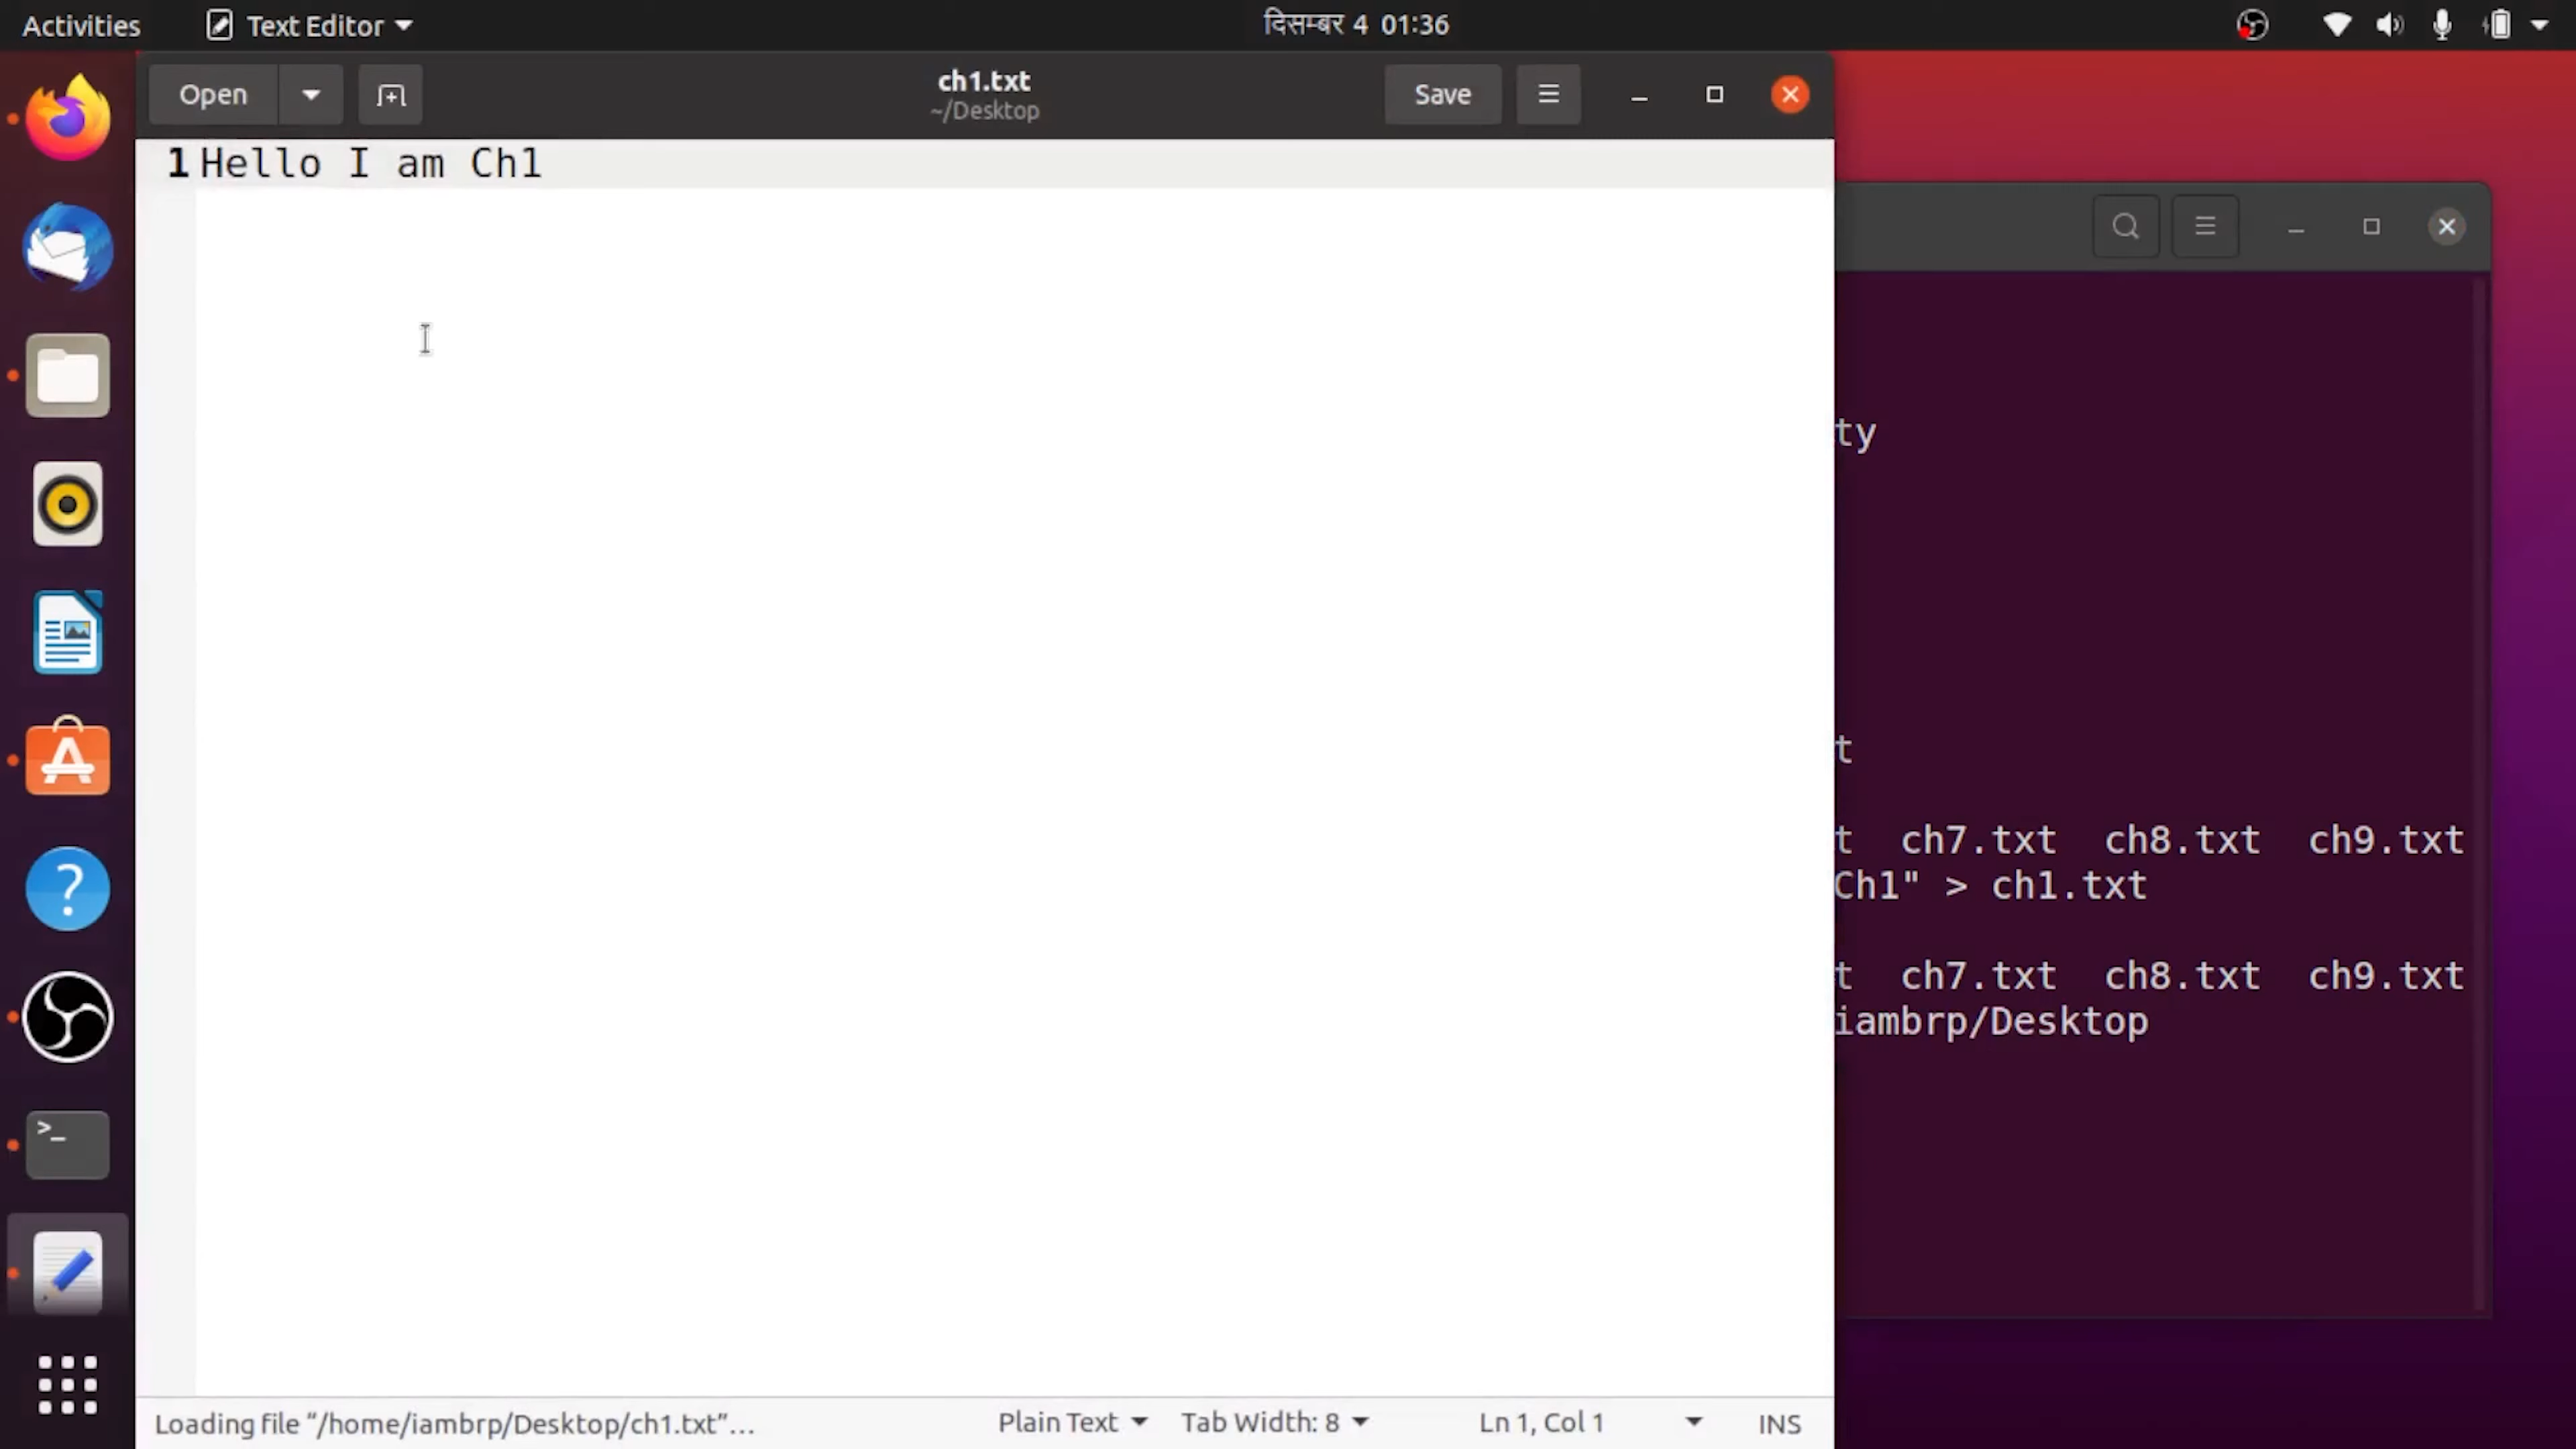 Activities Text Editor दिसम्बर 4 01:36
Open ch1.txt Save
~/Desktop
1 Hello I am Ch1
ty
t
t ch7.txt ch8.txt ch9.txt
Ch1" > ch1.txt
t ch7.txt ch8.txt ch9.txt
iambrp/Desktop
Loading file “/home/iambrp/Desktop/ch1.txt”… Plain Text Tab Width: 8 Ln 1, Col 1 INS